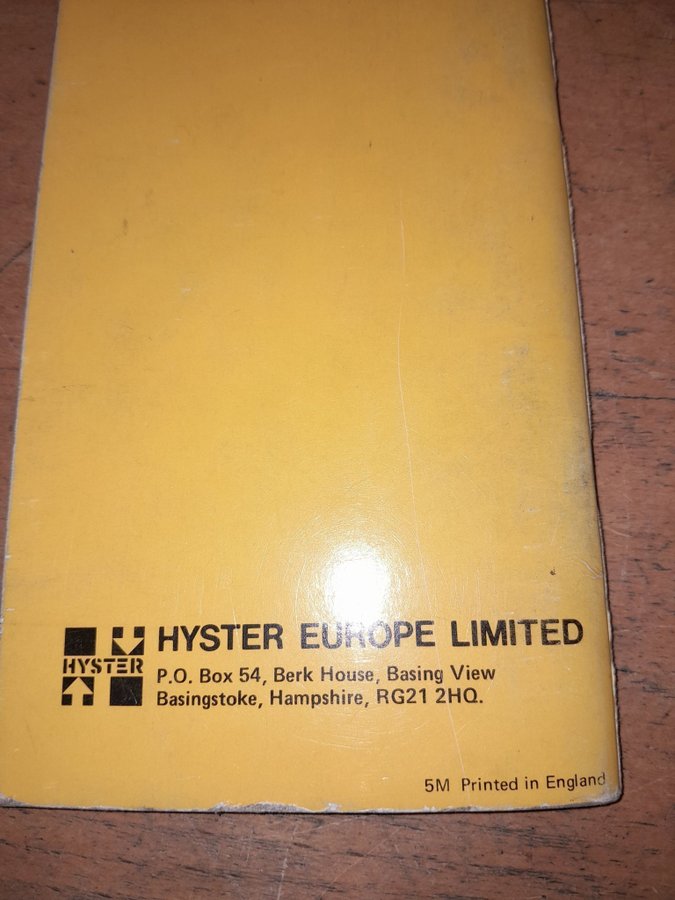 HYSTER EUROPE LIMITED
HYSTER
P.O. Box 54, Berk House, Basing View
Basingstoke, Hampshire, RG21 2HQ.
5M Printed in England